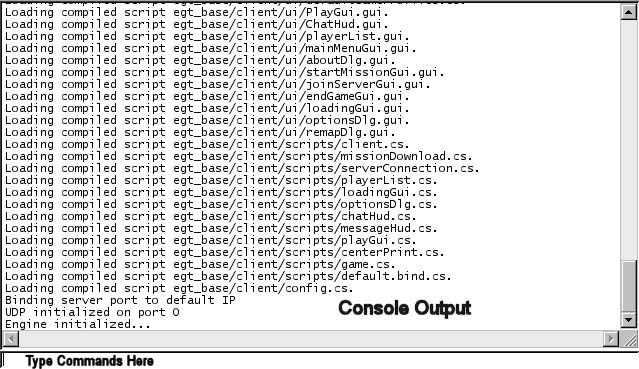 Loading compiled script egt_base/client/ui/PlayGui.gui.
Loading compiled script egt_base/client/ui/ChatHud.gui.
Loading compiled script egt_base/client/ui/playerList.gui.
Loading compiled script egt_base/client/ui/mainMenuGui.gui.
Loading compiled script egt_base/client/ui/aboutDlg.gui.
Loading compiled script egt_base/client/ui/startMissionGui.gui.
Loading compiled script egt_base/client/ui/joinServerGui.gui.
Loading compiled script egt_base/client/ui/endGameGui.gui.
Loading compiled script egt_base/client/ui/loadingGui.gui.
Loading compiled script egt_base/client/ui/optionsDlg.gui.
Loading compiled script egt_base/client/ui/remapDlg.gui.
Loading compiled script egt_base/client/scripts/client.cs.
Loading compiled script egt_base/client/scripts/missionDownload.cs.
Loading compiled script egt_base/client/scripts/serverConnection.cs.
Loading compiled script egt_base/client/scripts/playerList.cs.
Loading compiled script egt_base/client/scripts/loadingGui.cs.
Loading compiled script egt_base/client/scripts/optionsDlg.cs.
Loading compiled script egt_base/client/scripts/chatHud.cs.
Loading compiled script egt_base/client/scripts/messageHud.cs.
Loading compiled script egt_base/client/scripts/playGui.cs.
Loading compiled script egt_base/client/scripts/centerPrint.cs.
Loading compiled script egt_base/client/scripts/game.cs.
Loading compiled script egt_base/client/scripts/default.bind.cs.
Loading compiled script egt_base/client/config.cs.
Binding server port to default IP
UDP initialized on port 0
Console Output
Engine initialized...
Type Commands Here